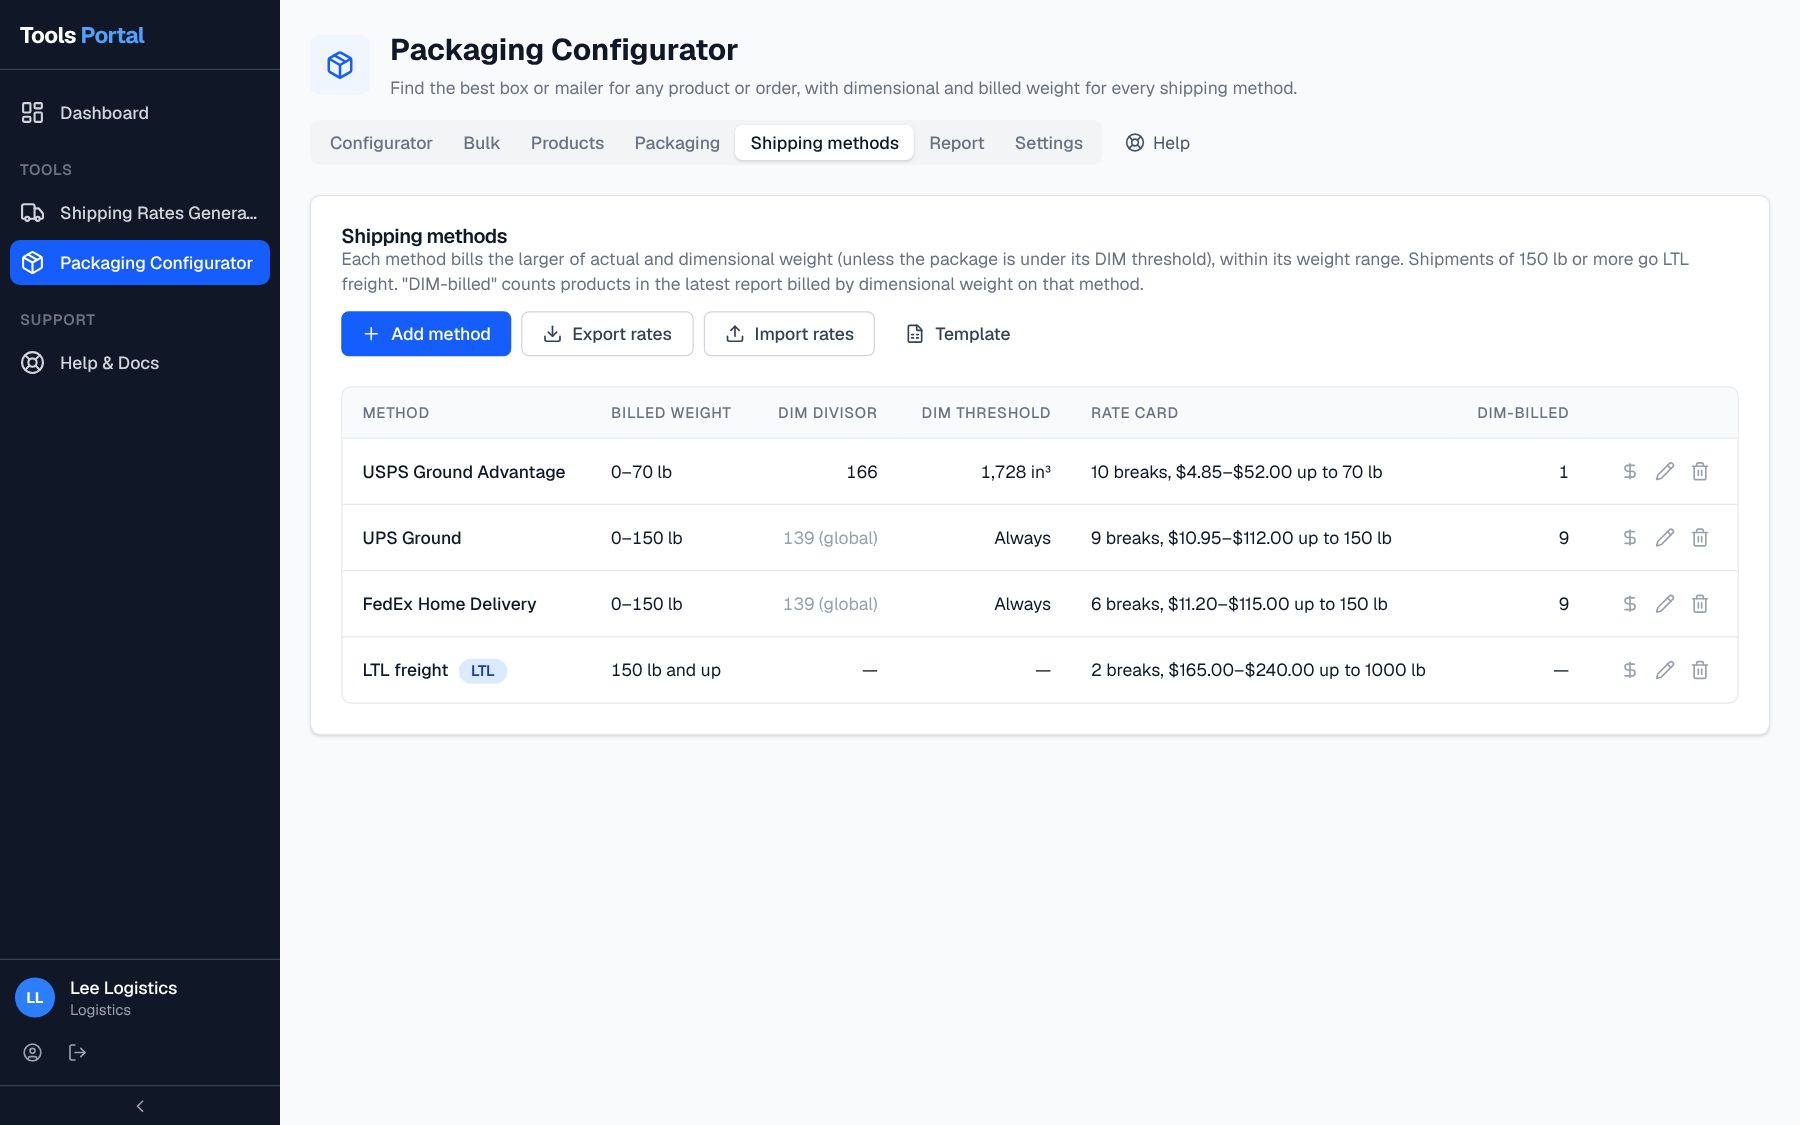 Tools Portal
Dashboard
TOOLS
Shipping Rates Genera...
Packaging Configurator
SUPPORT
Help & Docs
LL
Lee Logistics
Logistics
Packaging Configurator
Find the best box or mailer for any product or order, with dimensional and billed weight for every shipping method.
Configurator Bulk Products Packaging Shipping methods Report Settings Help
Shipping methods
Each method bills the larger of actual and dimensional weight (unless the package is under its DIM threshold), within its weight range. Shipments of 150 lb or more go LTL
freight. "DIM-billed" counts products in the latest report billed by dimensional weight on that method.
Add method Export rates Import rates Template
METHOD BILLED WEIGHT DIM DIVISOR DIM THRESHOLD RATE CARD DIM-BILLED
USPS Ground Advantage 0–70 lb 166 1,728 in³ 10 breaks, $4.85–$52.00 up to 70 lb 1
UPS Ground 0–150 lb 139 (global) Always 9 breaks, $10.95–$112.00 up to 150 lb 9
FedEx Home Delivery 0–150 lb 139 (global) Always 6 breaks, $11.20–$115.00 up to 150 lb 9
LTL freight LTL 150 lb and up — — 2 breaks, $165.00–$240.00 up to 1000 lb —